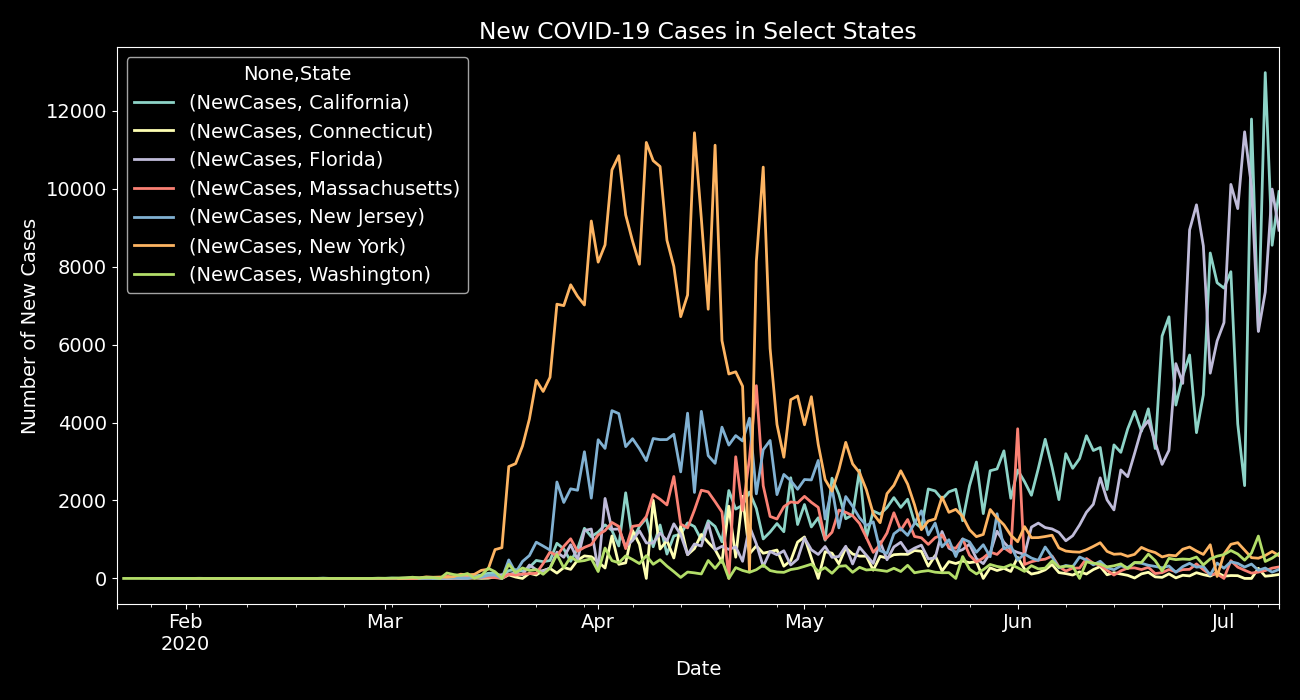 New COVID-19 Cases in Select States
None,State
(NewCases, California)
(NewCases, Connecticut)
(NewCases, Florida)
(NewCases, Massachusetts)
(NewCases, New Jersey)
(NewCases, New York)
(NewCases, Washington)
Number of New Cases
12000
10000
8000
6000
4000
2000
0
Feb Mar Apr May Jun Jul
2020
Date